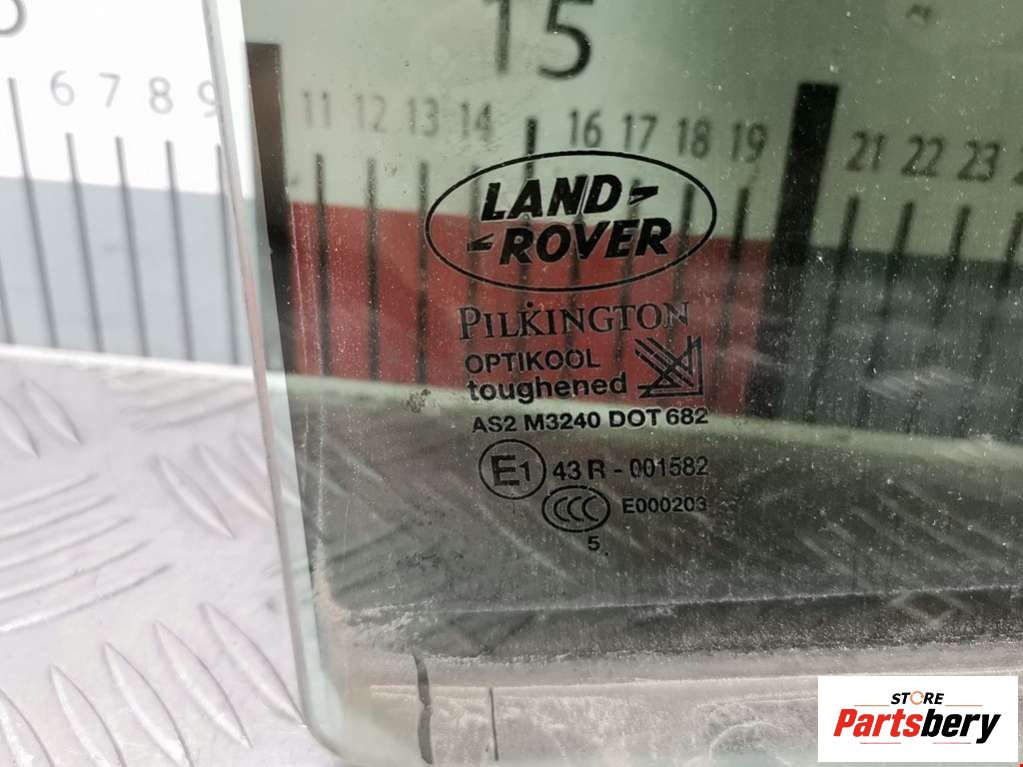 15
6 7 8 9 11 12 13 14 16 17 18 19 21 22 23
LAND
ROVER
PILKINGTON
OPTIKOOL
toughened
AS2 M3240 DOT 682
E1 43 R - 001582
CCC E000203
5.
STORE
Partsbery